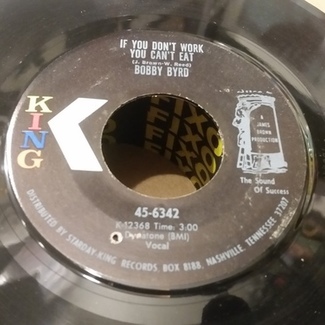 IF YOU DON'T WORK
YOU CAN'T EAT
(J. Brown-W. Reed)
BOBBY BYRD
KING
A
JAMES
BROWN
PRODUCTION
The Sound
Of Success
45-6342
K-12368 Time: 3:00
Dynatone (BMI)
Vocal
DISTRIBUTED BY STARDAY-KING RECORDS BOX 8188, NASHVILLE, TENNESSEE 37207